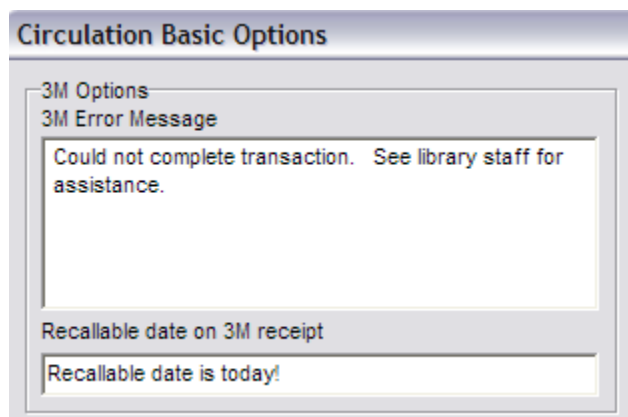 Circulation Basic Options
3M Options
3M Error Message
Could not complete transaction.   See library staff for
assistance.
Recallable date on 3M receipt
Recallable date is today!